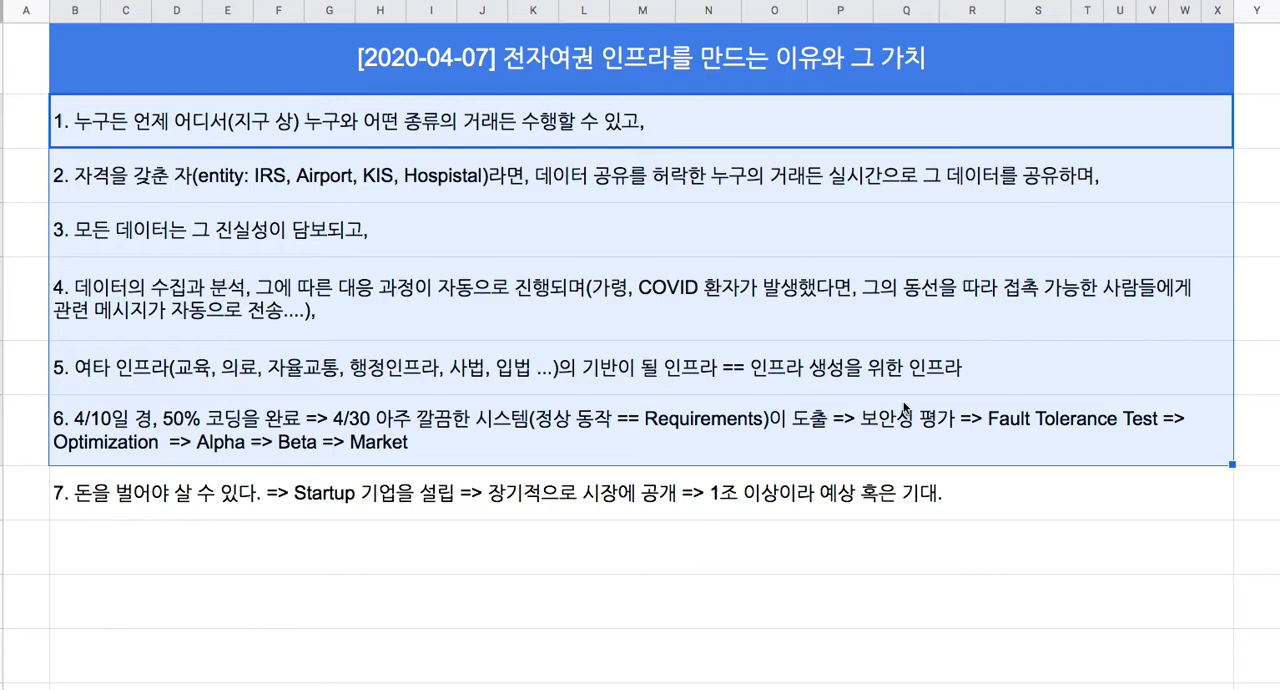 A B C D E F G H I J K L M N O P Q R S T U V W X Y
[2020-04-07] 전자여권 인프라를 만드는 이유와 그 가치
1. 누구든 언제 어디서(지구 상) 누구와 어떤 종류의 거래든 수행할 수 있고,
2. 자격을 갖춘 자(entity: IRS, Airport, KIS, Hospistal)라면, 데이터 공유를 허락한 누구의 거래든 실시간으로 그 데이터를 공유하며,
3. 모든 데이터는 그 진실성이 담보되고,
4. 데이터의 수집과 분석, 그에 따른 대응 과정이 자동으로 진행되며(가령, COVID 환자가 발생했다면, 그의 동선을 따라 접촉 가능한 사람들에게
관련 메시지가 자동으로 전송....),
5. 여타 인프라(교육, 의료, 자율교통, 행정인프라, 사법, 입법 ...)의 기반이 될 인프라 == 인프라 생성을 위한 인프라
6. 4/10일 경, 50% 코딩을 완료 => 4/30 아주 깔끔한 시스템(정상 동작 == Requirements)이 도출 => 보안성 평가 => Fault Tolerance Test =>
Optimization => Alpha => Beta => Market
7. 돈을 벌어야 살 수 있다. => Startup 기업을 설립 => 장기적으로 시장에 공개 => 1조 이상이라 예상 혹은 기대.